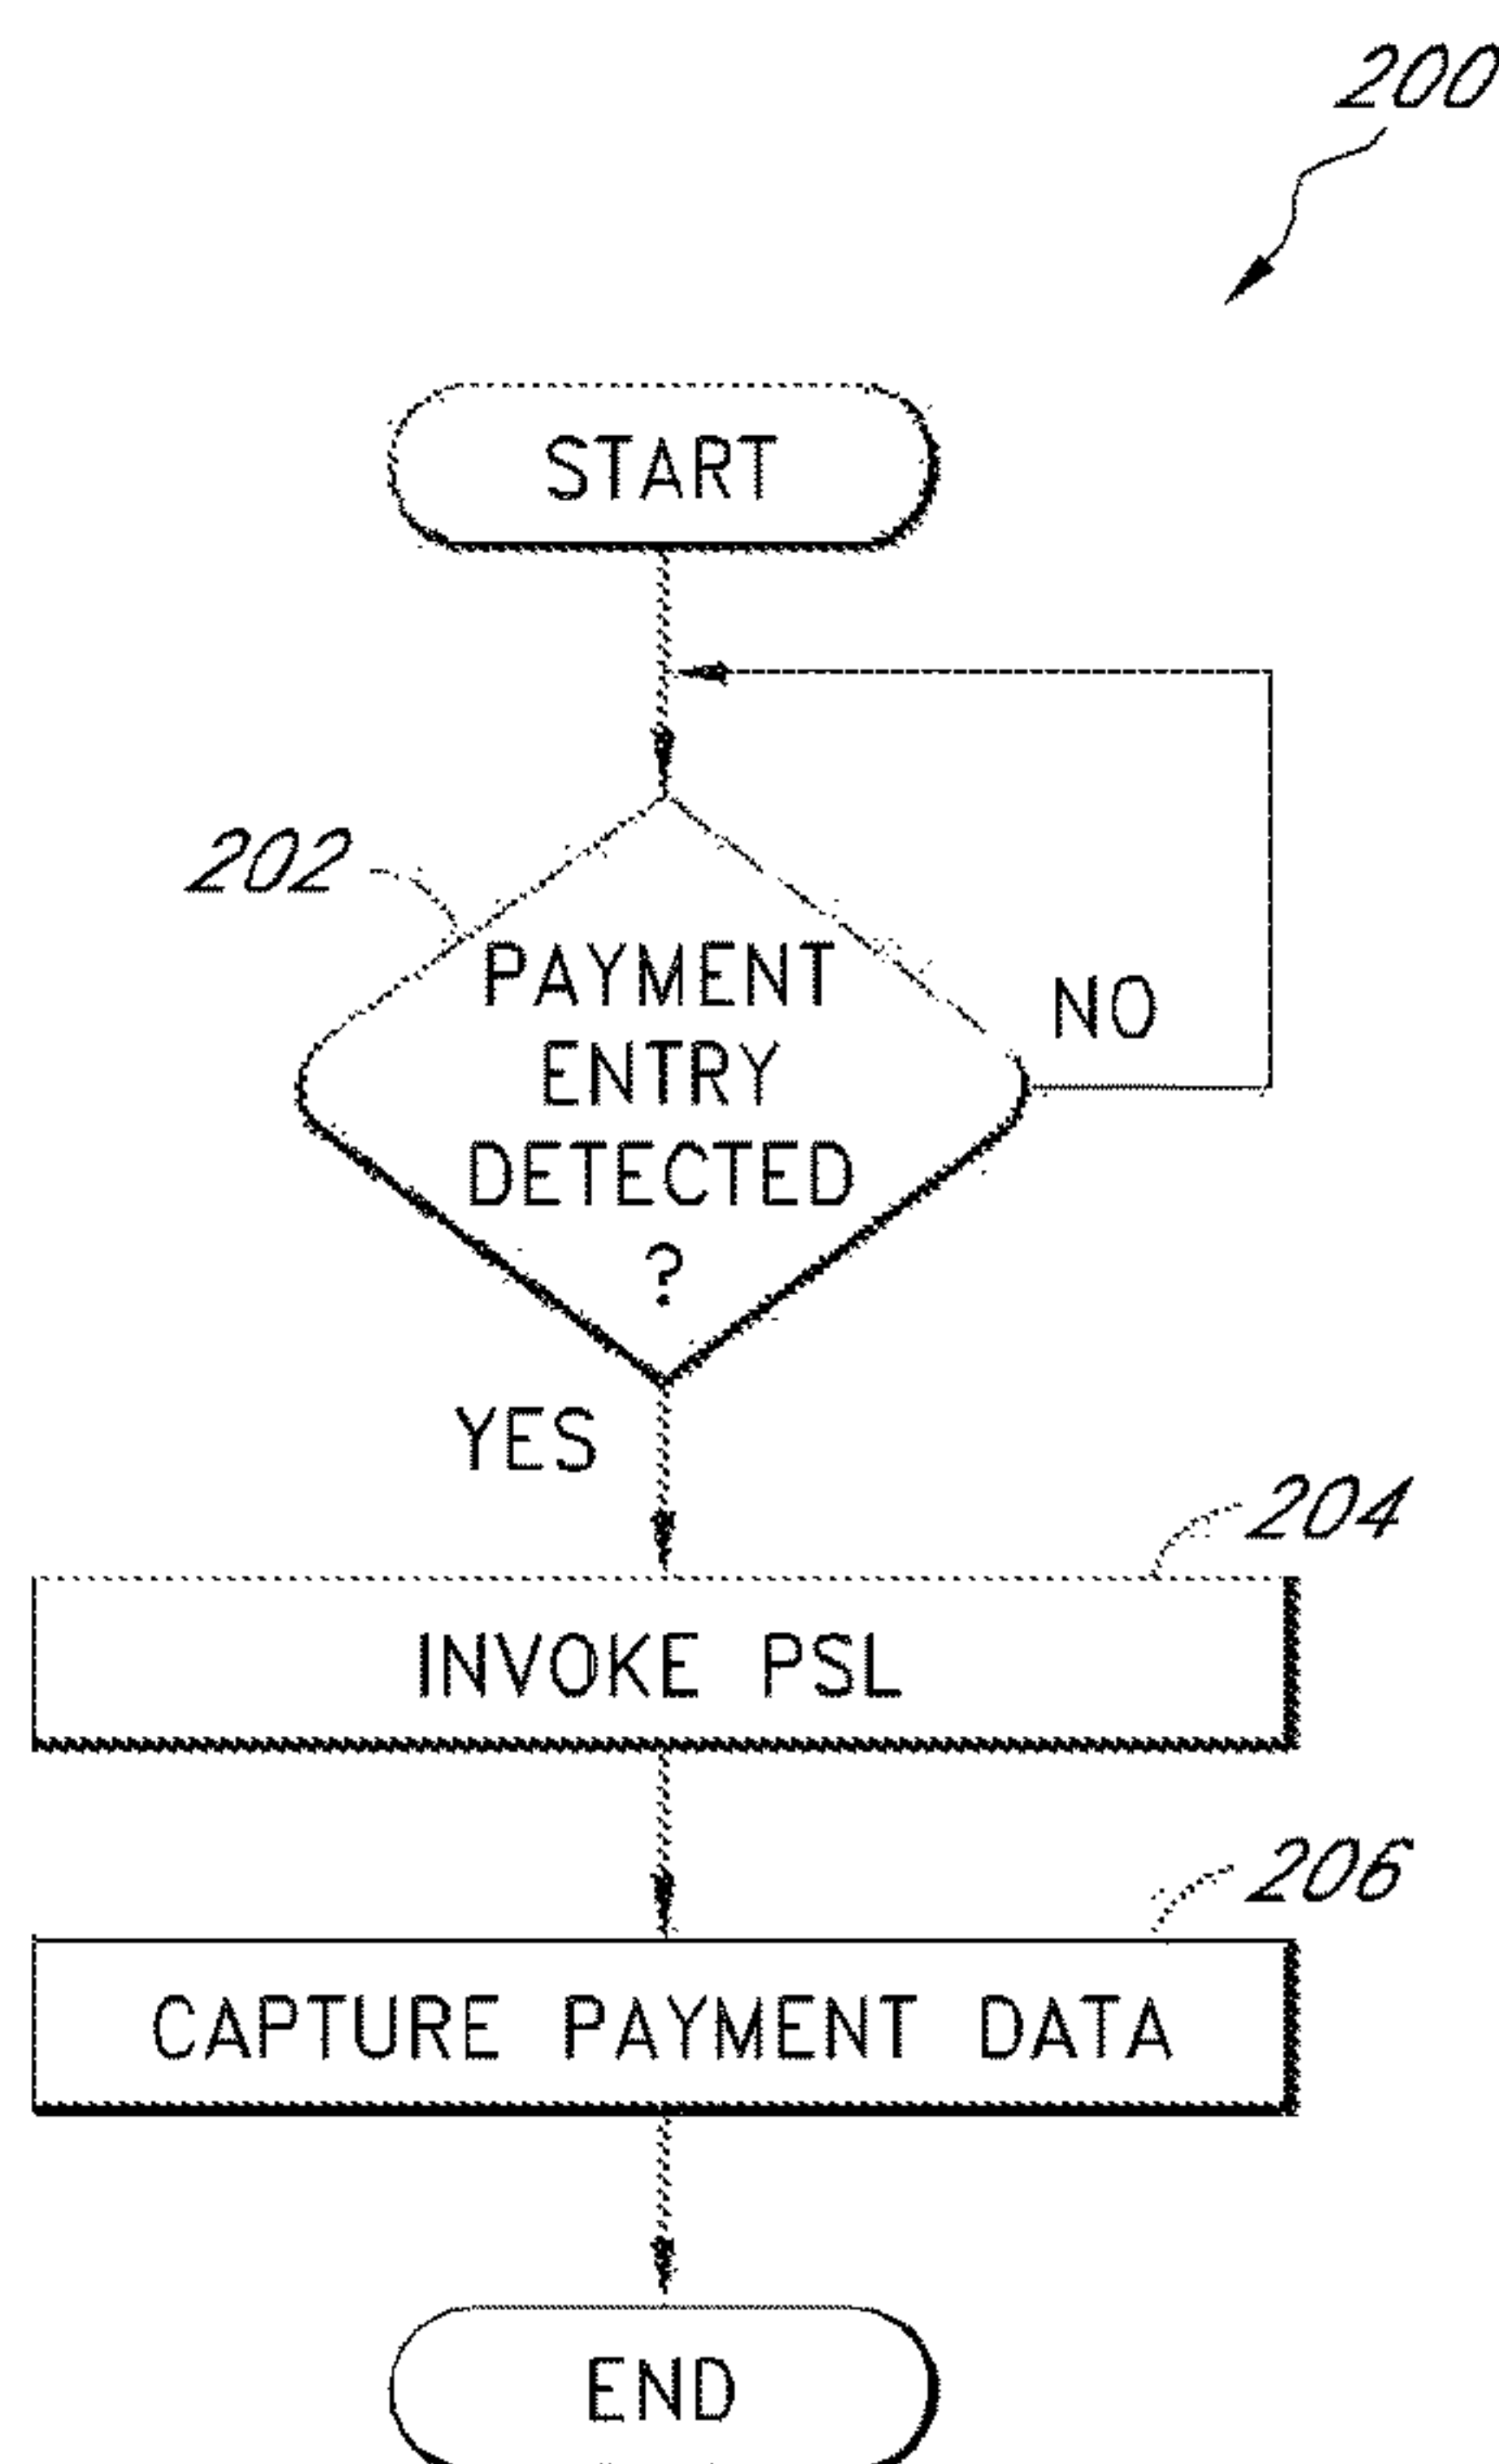 200
START
202
PAYMENT
ENTRY
DETECTED
?
NO
YES
204
INVOKE PSL
206
CAPTURE PAYMENT DATA
END